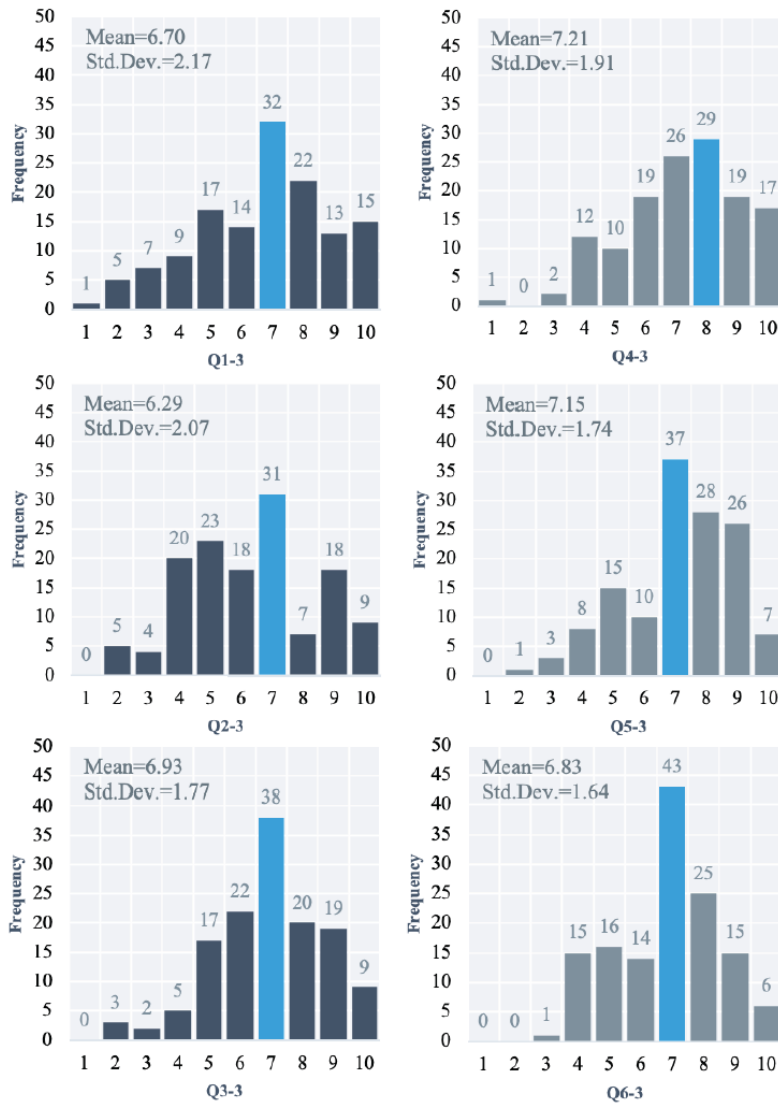 Mean=6.70
Std.Dev.=2.17
50
45
40
35
30
25
20
15
10
5
0
Frequency
1 5 7 9 17 14 32 22 13 15
1 2 3 4 5 6 7 8 9 10
Q1-3
Mean=7.21
Std.Dev.=1.91
50
45
40
35
30
25
20
15
10
5
0
Frequency
1 0 2 12 10 19 26 29 19 17
1 2 3 4 5 6 7 8 9 10
Q4-3
Mean=6.29
Std.Dev.=2.07
50
45
40
35
30
25
20
15
10
5
0
Frequency
0 5 4 20 23 18 31 7 18 9
1 2 3 4 5 6 7 8 9 10
Q2-3
Mean=7.15
Std.Dev.=1.74
50
45
40
35
30
25
20
15
10
5
0
Frequency
0 1 3 8 15 10 37 28 26 7
1 2 3 4 5 6 7 8 9 10
Q5-3
Mean=6.93
Std.Dev.=1.77
50
45
40
35
30
25
20
15
10
5
0
Frequency
0 3 2 5 17 22 38 20 19 9
1 2 3 4 5 6 7 8 9 10
Q3-3
Mean=6.83
Std.Dev.=1.64
50
45
40
35
30
25
20
15
10
5
0
Frequency
0 0 1 15 16 14 43 25 15 6
1 2 3 4 5 6 7 8 9 10
Q6-3